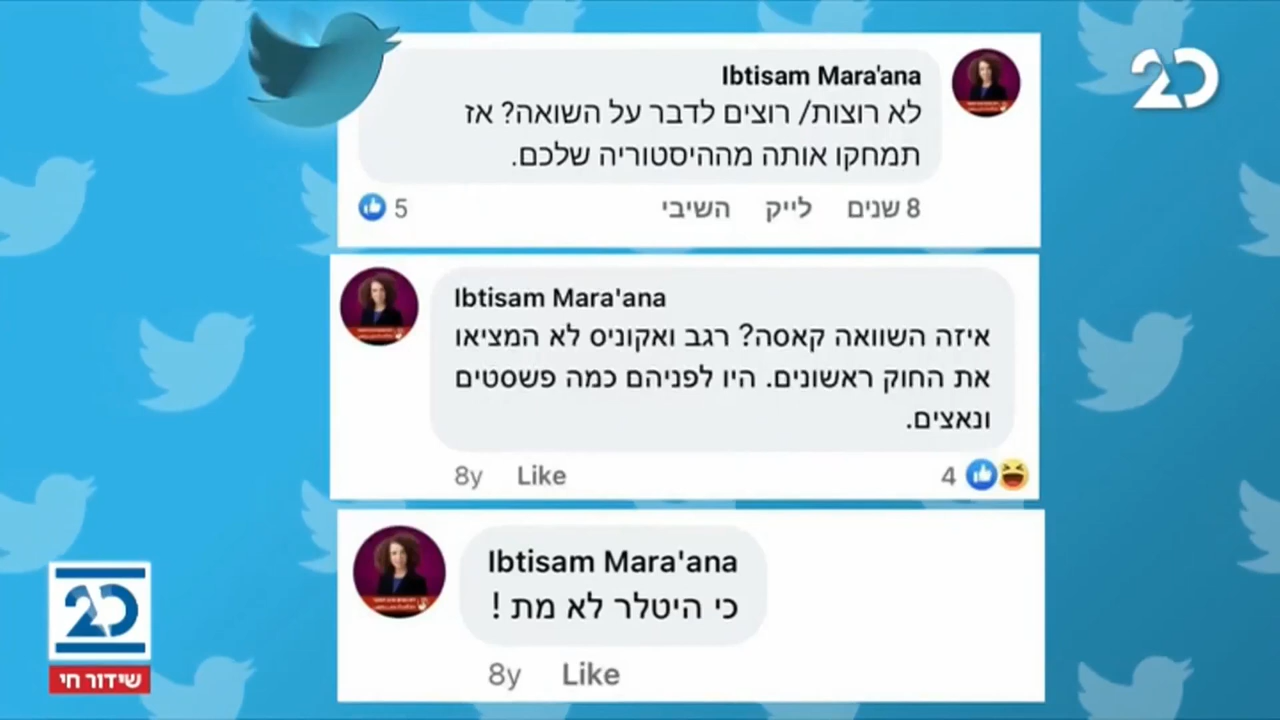 20
Ibtisam Mara'ana
לא רוצות/ רוצים לדבר על השואה? אז
תמחקו אותה מההיסטוריה שלכם.
8 שנים לייק השיבי 5
Ibtisam Mara'ana
איזה השוואה קאסה? רגב ואקוניס לא המציאו
את החוק ראשונים. היו לפניהם כמה פשסטים
ונאצים.
8y Like 4
Ibtisam Mara'ana
כי היטלר לא מת !
8y Like
20
שידור חי